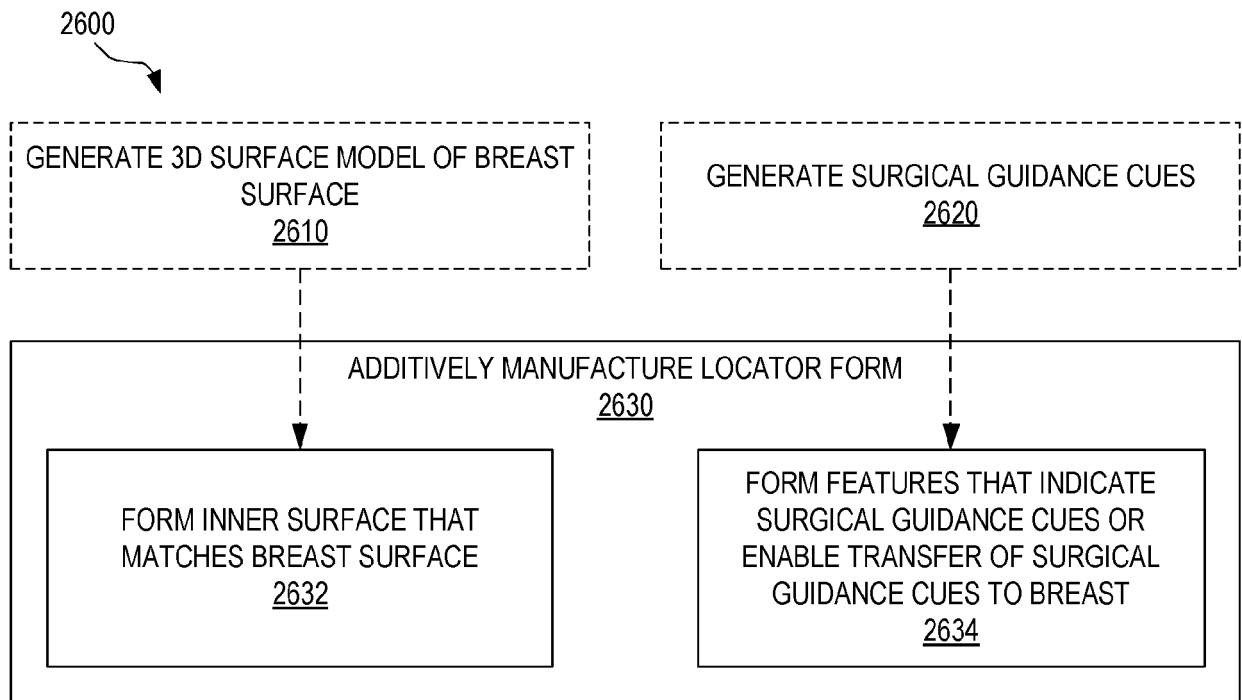 2600
GENERATE 3D SURFACE MODEL OF BREAST
SURFACE
2610
GENERATE SURGICAL GUIDANCE CUES
2620
ADDITIVELY MANUFACTURE LOCATOR FORM
2630
FORM INNER SURFACE THAT
MATCHES BREAST SURFACE
2632
FORM FEATURES THAT INDICATE
SURGICAL GUIDANCE CUES OR
ENABLE TRANSFER OF SURGICAL
GUIDANCE CUES TO BREAST
2634